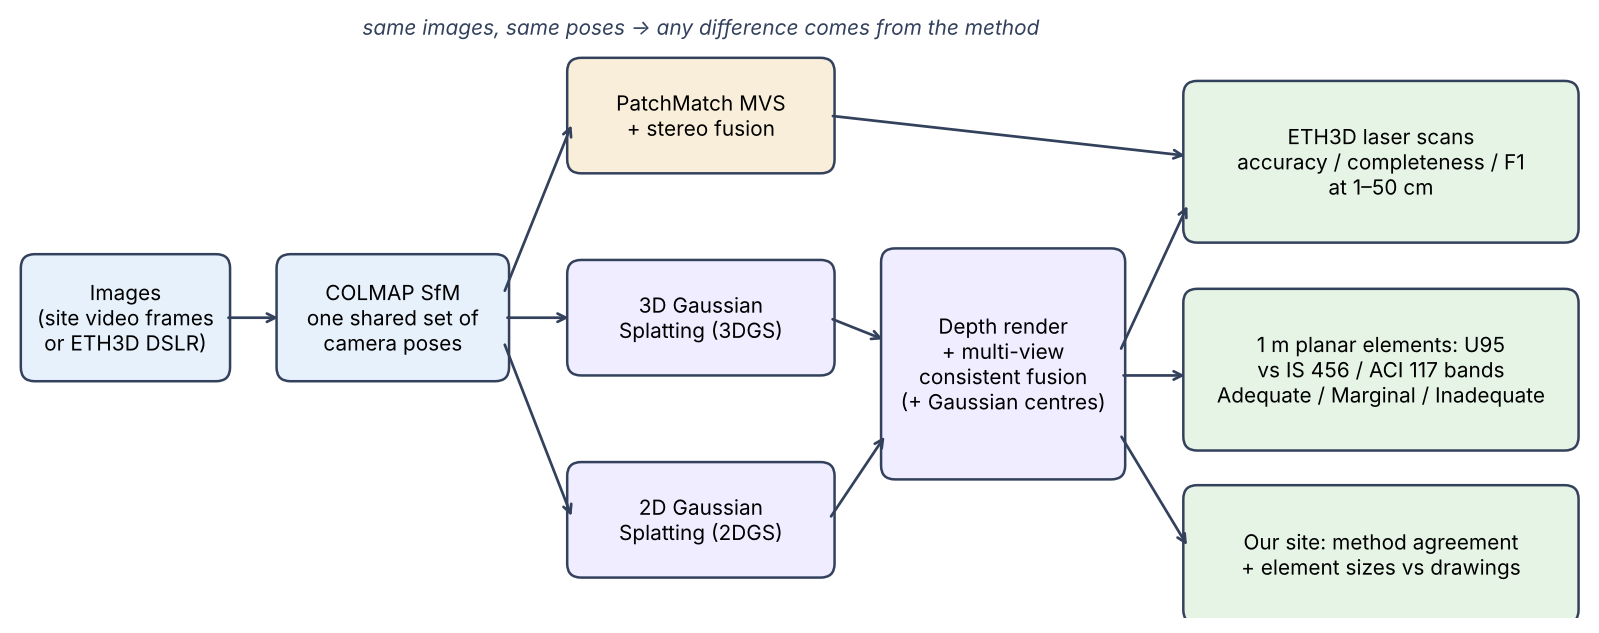 same images, same poses → any difference comes from the method
PatchMatch MVS
+ stereo fusion
ETH3D laser scans
accuracy / completeness / F1
at 1–50 cm
Images
(site video frames
or ETH3D DSLR)
COLMAP SfM
one shared set of
camera poses
3D Gaussian
Splatting (3DGS)
Depth render
+ multi-view
consistent fusion
(+ Gaussian centres)
1 m planar elements: U95
vs IS 456 / ACI 117 bands
Adequate / Marginal / Inadequate
2D Gaussian
Splatting (2DGS)
Our site: method agreement
+ element sizes vs drawings